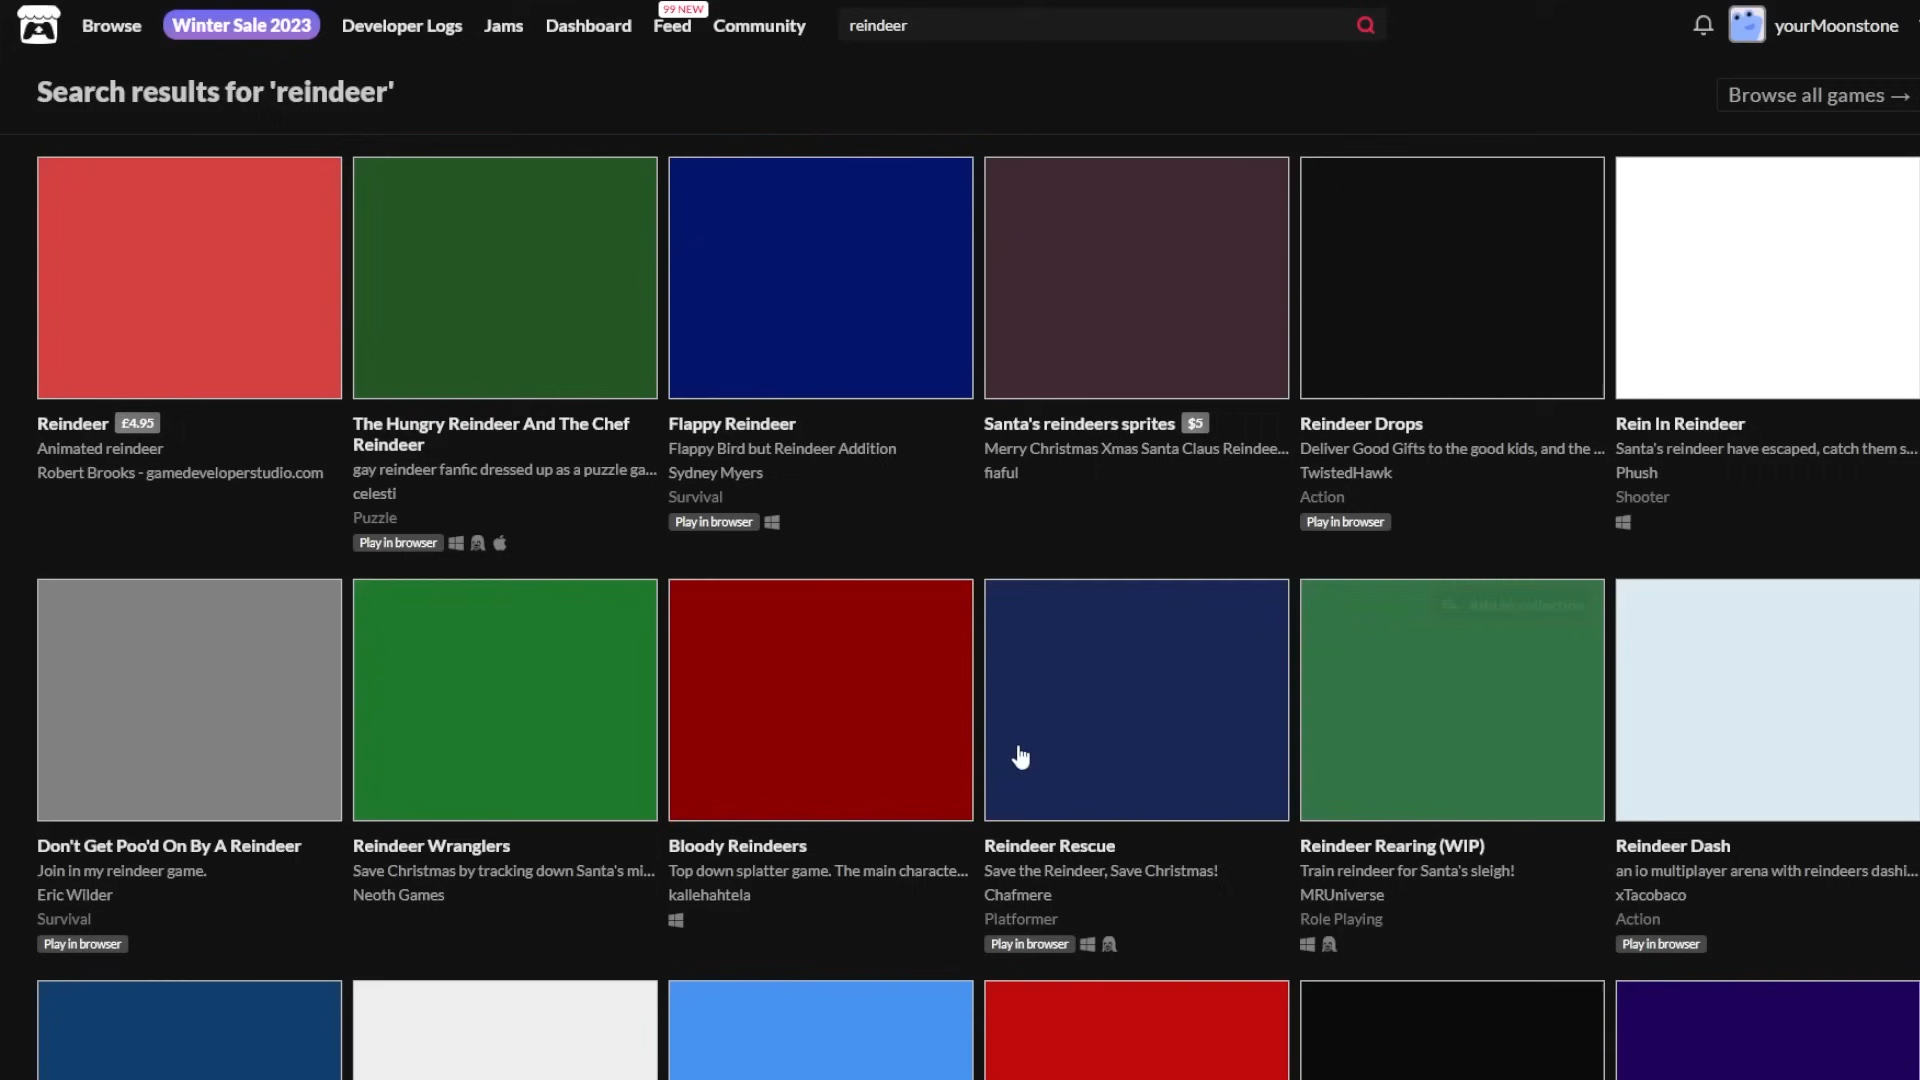 Browse Winter Sale 2023 Developer Logs Jams Dashboard Feed 99 NEW Community reindeer yourMoonstone
Search results for 'reindeer'
Browse all games →
Reindeer £4.95
Animated reindeer
Robert Brooks - gamedeveloperstudio.com
The Hungry Reindeer And The Chef
Reindeer
gay reindeer fanfic dressed up as a puzzle ga...
celesti
Puzzle
Play in browser
Flappy Reindeer
Flappy Bird but Reindeer Addition
Sydney Myers
Survival
Play in browser
Santa's reindeers sprites $5
Merry Christmas Xmas Santa Claus Reindee...
fiaful
Reindeer Drops
Deliver Good Gifts to the good kids, and the ...
TwistedHawk
Action
Play in browser
Rein In Reindeer
Santa's reindeer have escaped, catch them s...
Phush
Shooter
Add to collection
Don't Get Poo'd On By A Reindeer
Join in my reindeer game.
Eric Wilder
Survival
Play in browser
Reindeer Wranglers
Save Christmas by tracking down Santa's mi...
Neoth Games
Bloody Reindeers
Top down splatter game. The main characte...
kallehahtela
Reindeer Rescue
Save the Reindeer, Save Christmas!
Chafmere
Platformer
Play in browser
Reindeer Rearing (WIP)
Train reindeer for Santa's sleigh!
MRUniverse
Role Playing
Reindeer Dash
an io multiplayer arena with reindeers dashi...
xTacobaco
Action
Play in browser